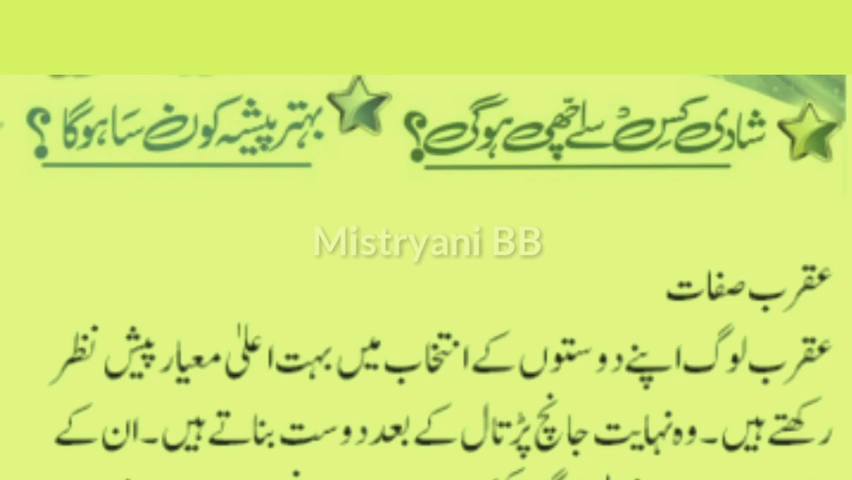 شادی کس سے اچھی ہوگی؟ بہتر پیشہ کون سا ہوگا؟
Mistryani BB
عقرب صفات
عقرب لوگ اپنے دوستوں کے انتخاب میں بہت اعلیٰ معیار پیش نظر
رکھتے ہیں۔ وہ نہایت جانچ پڑتال کے بعد دوست بناتے ہیں۔ ان کے